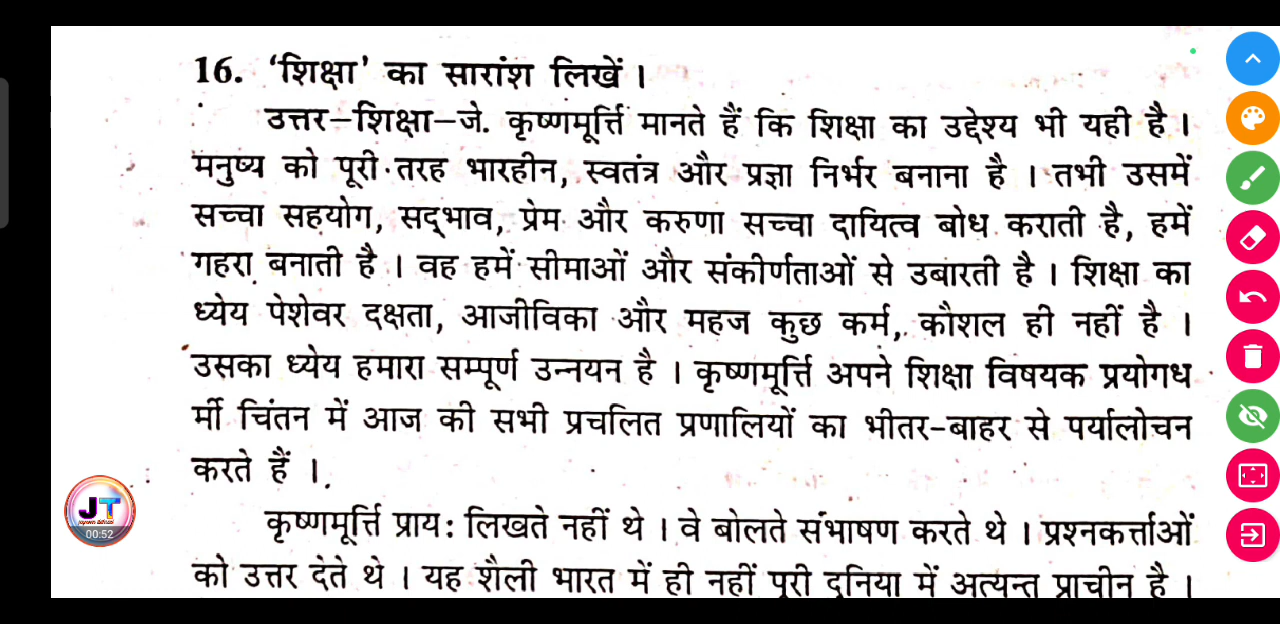 16. ‘शिक्षा’ का सारांश लिखें ।
उत्तर–शिक्षा–जे. कृष्णमूर्त्ति मानते हैं कि शिक्षा का उद्देश्य भी यही है ।
मनुष्य को पूरी तरह भारहीन, स्वतंत्र और प्रज्ञा निर्भर बनाना है । तभी उसमें
सच्चा सहयोग, सद्भाव, प्रेम और करुणा सच्चा दायित्व बोध कराती है, हमें
गहरा बनाती है । वह हमें सीमाओं और संकीर्णताओं से उबारती है । शिक्षा का
ध्येय पेशेवर दक्षता, आजीविका और महज कुछ कर्म, कौशल ही नहीं है ।
उसका ध्येय हमारा सम्पूर्ण उन्नयन है । कृष्णमूर्त्ति अपने शिक्षा विषयक प्रयोगध
र्मी चिंतन में आज की सभी प्रचलित प्रणालियों का भीतर-बाहर से पर्यालोचन
करते हैं ।
कृष्णमूर्त्ति प्राय: लिखते नहीं थे । वे बोलते संभाषण करते थे । प्रश्नकर्त्ताओं
को उत्तर देते थे । यह शैली भारत में ही नहीं पूरी दुनिया में अत्यन्त प्राचीन है ।
JT
00:52